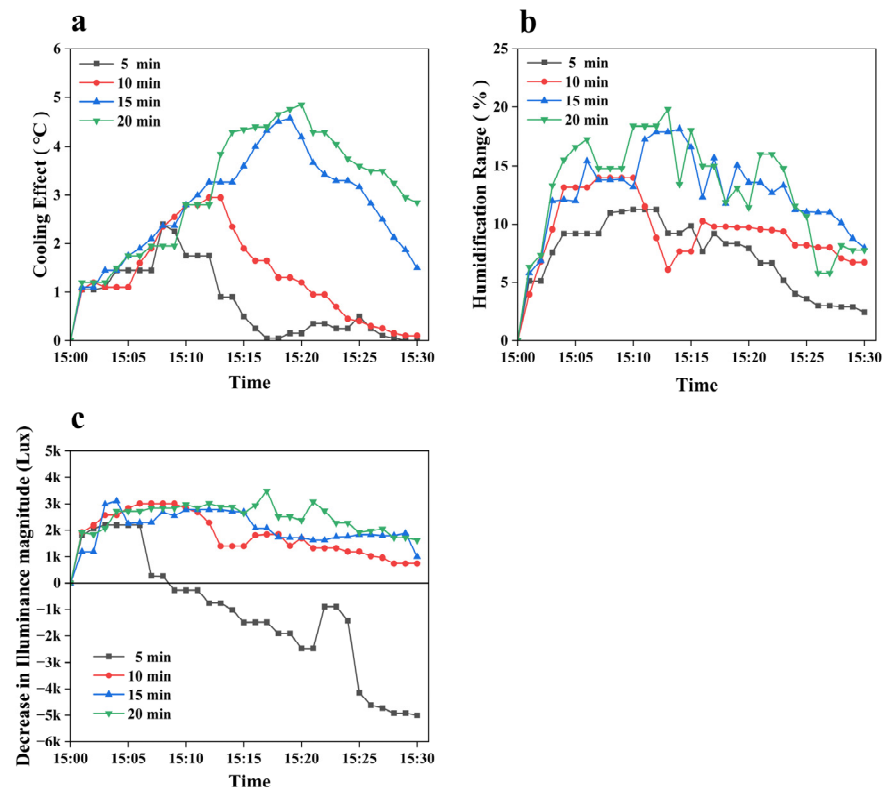 a
Cooling Effect ( °C )
6
5
4
3
2
1
0
5 min
10 min
15 min
20 min
15:00 15:05 15:10 15:15 15:20 15:25 15:30
Time
b
Humidification Range ( % )
25
20
15
10
5
0
5 min
10 min
15 min
20 min
15:00 15:05 15:10 15:15 15:20 15:25 15:30
Time
c
Decrease in Illuminance magnitude (Lux)
5k
4k
3k
2k
1k
0
−1k
−2k
−3k
−4k
−5k
−6k
5 min
10 min
15 min
20 min
15:00 15:05 15:10 15:15 15:20 15:25 15:30
Time